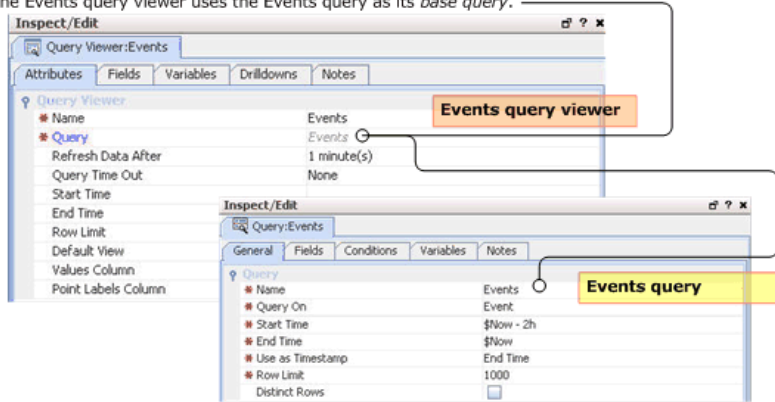 The Events query viewer uses the Events query as its base query.
Inspect/Edit
Query Viewer:Events
Attributes Fields Variables Drilldowns Notes
Query Viewer
Name Events
Events query viewer
Query Events
Refresh Data After 1 minute(s)
Query Time Out None
Start Time
End Time
Row Limit
Default View
Values Column
Point Labels Column
Inspect/Edit
Query:Events
General Fields Conditions Variables Notes
Query
Name Events
Events query
Query On Event
Start Time $Now - 2h
End Time $Now
Use as Timestamp End Time
Row Limit 1000
Distinct Rows